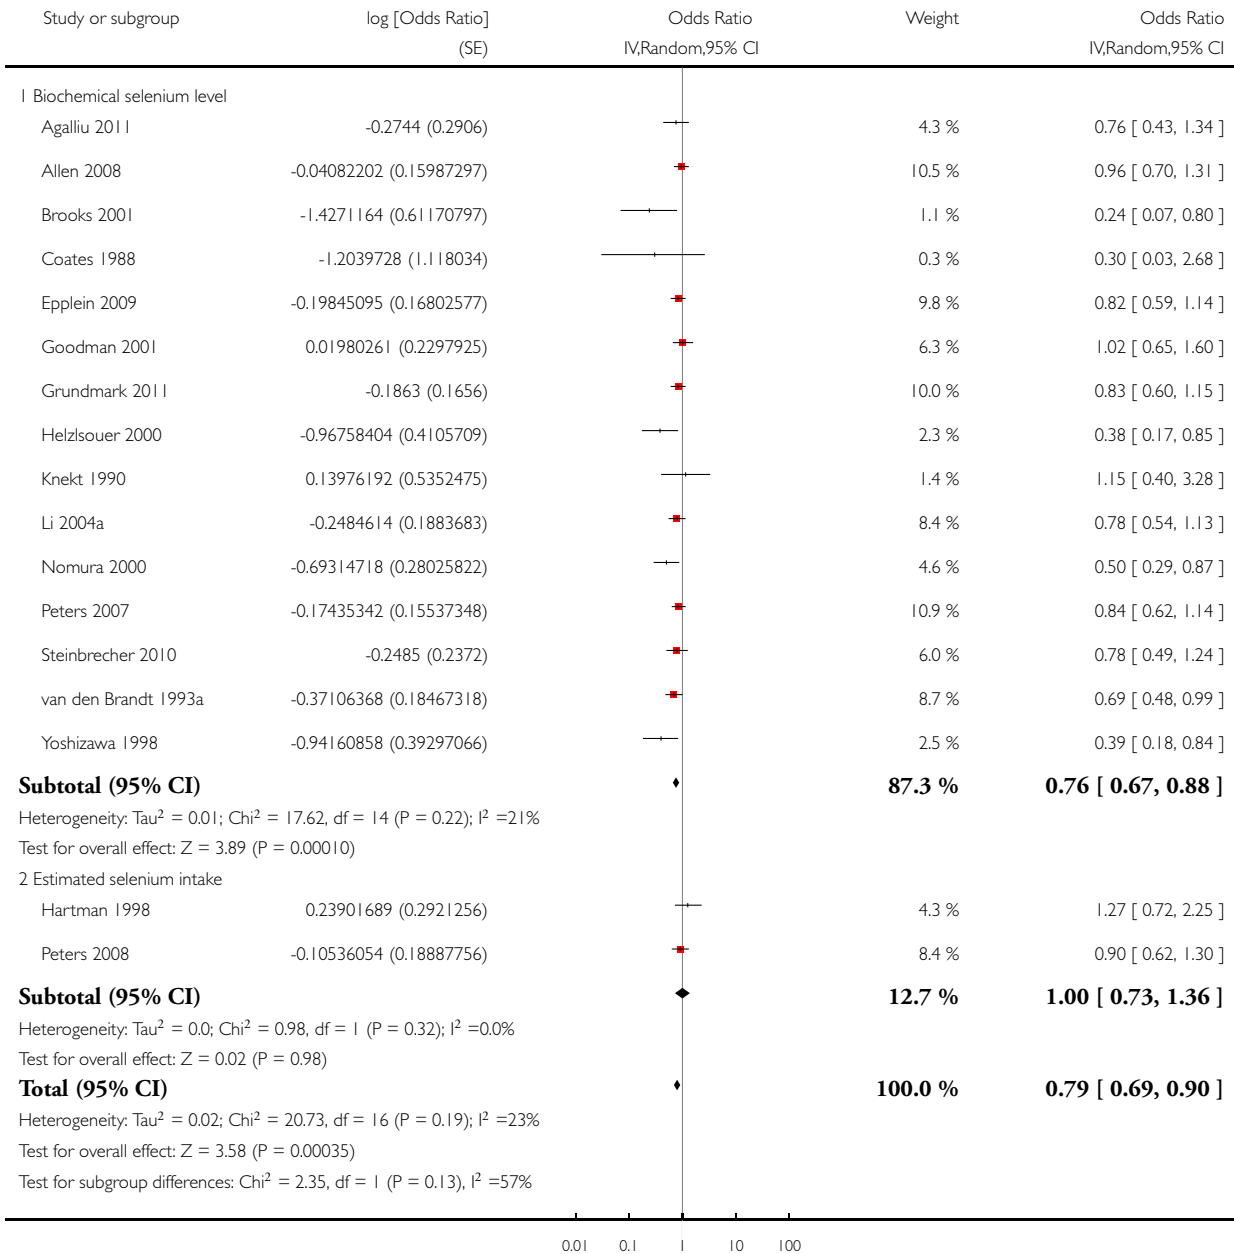 Study or subgroup log [Odds Ratio] Odds Ratio Weight Odds Ratio
(SE) IV,Random,95% CI IV,Random,95% CI
1 Biochemical selenium level
Agalliu 2011 -0.2744 (0.2906) 4.3 % 0.76 [ 0.43, 1.34 ]
Allen 2008 -0.04082202 (0.15987297) 10.5 % 0.96 [ 0.70, 1.31 ]
Brooks 2001 -1.4271164 (0.61170797) 1.1 % 0.24 [ 0.07, 0.80 ]
Coates 1988 -1.2039728 (1.118034) 0.3 % 0.30 [ 0.03, 2.68 ]
Epplein 2009 -0.19845095 (0.16802577) 9.8 % 0.82 [ 0.59, 1.14 ]
Goodman 2001 0.01980261 (0.2297925) 6.3 % 1.02 [ 0.65, 1.60 ]
Grundmark 2011 -0.1863 (0.1656) 10.0 % 0.83 [ 0.60, 1.15 ]
Helzlsouer 2000 -0.96758404 (0.4105709) 2.3 % 0.38 [ 0.17, 0.85 ]
Knekt 1990 0.13976192 (0.5352475) 1.4 % 1.15 [ 0.40, 3.28 ]
Li 2004a -0.2484614 (0.1883683) 8.4 % 0.78 [ 0.54, 1.13 ]
Nomura 2000 -0.69314718 (0.28025822) 4.6 % 0.50 [ 0.29, 0.87 ]
Peters 2007 -0.17435342 (0.15537348) 10.9 % 0.84 [ 0.62, 1.14 ]
Steinbrecher 2010 -0.2485 (0.2372) 6.0 % 0.78 [ 0.49, 1.24 ]
van den Brandt 1993a -0.37106368 (0.18467318) 8.7 % 0.69 [ 0.48, 0.99 ]
Yoshizawa 1998 -0.94160858 (0.39297066) 2.5 % 0.39 [ 0.18, 0.84 ]
Subtotal (95% CI) 87.3 % 0.76 [ 0.67, 0.88 ]
Heterogeneity: Tau² = 0.01; Chi² = 17.62, df = 14 (P = 0.22); I² =21%
Test for overall effect: Z = 3.89 (P = 0.00010)
2 Estimated selenium intake
Hartman 1998 0.23901689 (0.2921256) 4.3 % 1.27 [ 0.72, 2.25 ]
Peters 2008 -0.10536054 (0.18887756) 8.4 % 0.90 [ 0.62, 1.30 ]
Subtotal (95% CI) 12.7 % 1.00 [ 0.73, 1.36 ]
Heterogeneity: Tau² = 0.0; Chi² = 0.98, df = 1 (P = 0.32); I² =0.0%
Test for overall effect: Z = 0.02 (P = 0.98)
Total (95% CI) 100.0 % 0.79 [ 0.69, 0.90 ]
Heterogeneity: Tau² = 0.02; Chi² = 20.73, df = 16 (P = 0.19); I² =23%
Test for overall effect: Z = 3.58 (P = 0.00035)
Test for subgroup differences: Chi² = 2.35, df = 1 (P = 0.13), I² =57%
0.01 0.1 1 10 100